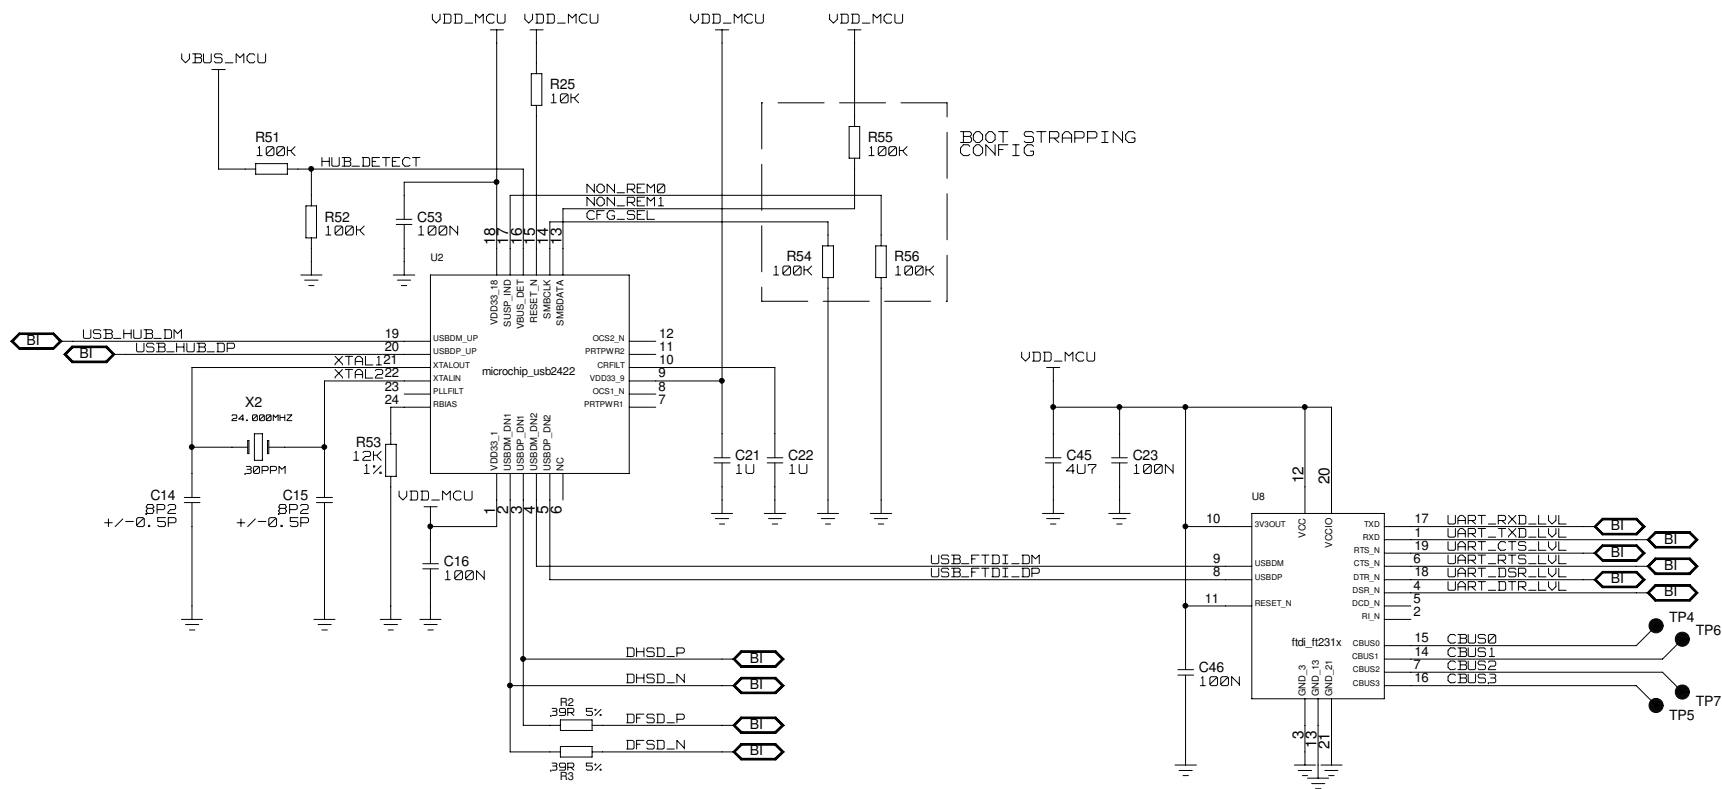 VDD_MCU VDD_MCU VDD_MCU VDD_MCU
VBUS_MCU
R25
10K
R51
100K
HUB_DETECT
R55
100K
BOOT STRAPPING
CONFIG
NON_REM0
NON_REM1
CFG_SEL
R52
100K
C53
100N
18 17 16 15 14 13
R54
100K
R56
100K
U2
VDD33_18 SUSP_IND VBUS_DET RESET_N SMBCLK SMBDATA
BI USB_HUB_DM 19 USBDM_UP
BI USB_HUB_DP 20 USBDP_UP
XTAL1 21 XTALOUT
XTAL2 22 XTALIN
23 PLLFILT
24 RBIAS
microchip_usb2422
OCS2_N 12
PRTPWR2 11
CRFILT 10
VDD33_9 9
OCS1_N 8
PRTPWR1 7
VDD33_1 USBDM_DN1 USBDP_DN1 USBDM_DN2 USBDP_DN2 NC
1 2 3 4 5 6
X2
24.000MHZ
30PPM
R53
12K
1%
C14
8P2
+/-0.5P
C15
8P2
+/-0.5P
VDD_MCU
C16
100N
C21
1U
C22
1U
VDD_MCU
C45
4U7
C23
100N
12 20
U8
VCC VCCIO
10 3V3OUT
USB_FTDI_DM 9 USBDM
USB_FTDI_DP 8 USBDP
11 RESET_N
ftdi_ft231x
TXD 17 UART_RXD_LVL BI
RXD 1 UART_TXD_LVL BI
RTS_N 19 UART_CTS_LVL BI
CTS_N 6 UART_RTS_LVL BI
DTR_N 18 UART_DSR_LVL BI
DSR_N 4 UART_DTR_LVL BI
DCD_N 5
RI_N 2
CBUS0 15 CBUS0 TP4
CBUS1 14 CBUS1 TP6
CBUS2 7 CBUS2 TP7
CBUS3 16 CBUS3 TP5
GND_3 GND_13 GND_21
3 13 21
C46
100N
DHSD_P BI
DHSD_N BI
R2
39R 5% DFSD_P BI
DFSD_N BI
39R 5%
R3